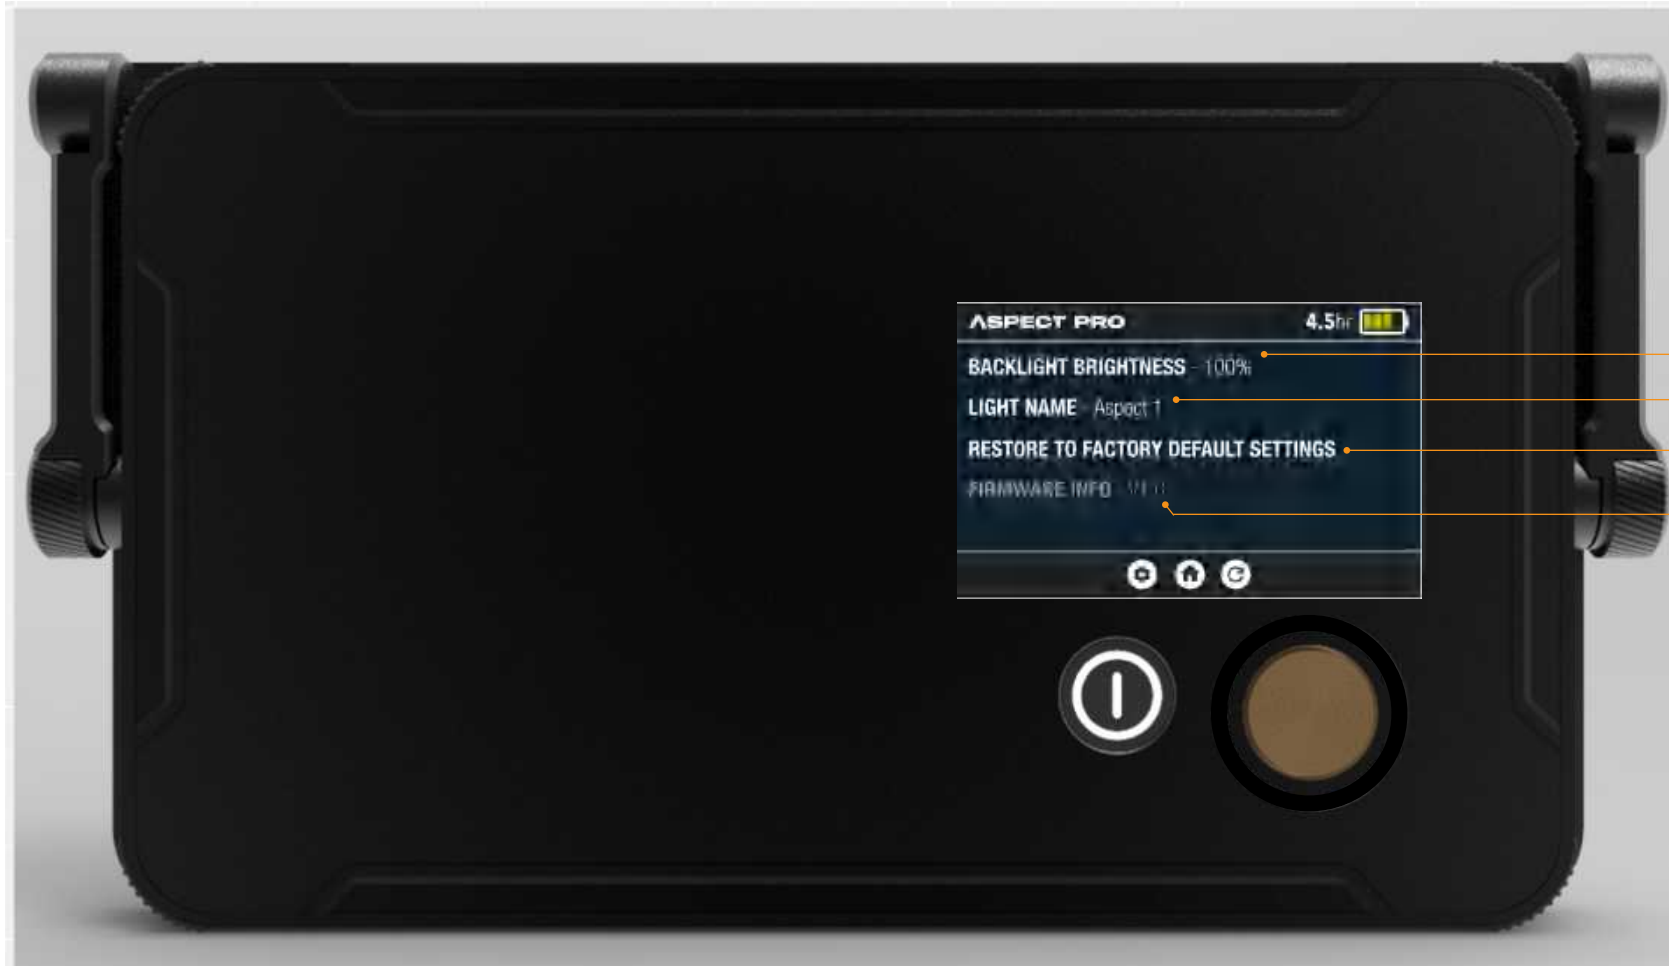 ASPECT PRO
4.5hr
BACKLIGHT BRIGHTNESS - 100%
LIGHT NAME - Aspect 1
RESTORE TO FACTORY DEFAULT SETTINGS
FIRMWARE INFO -